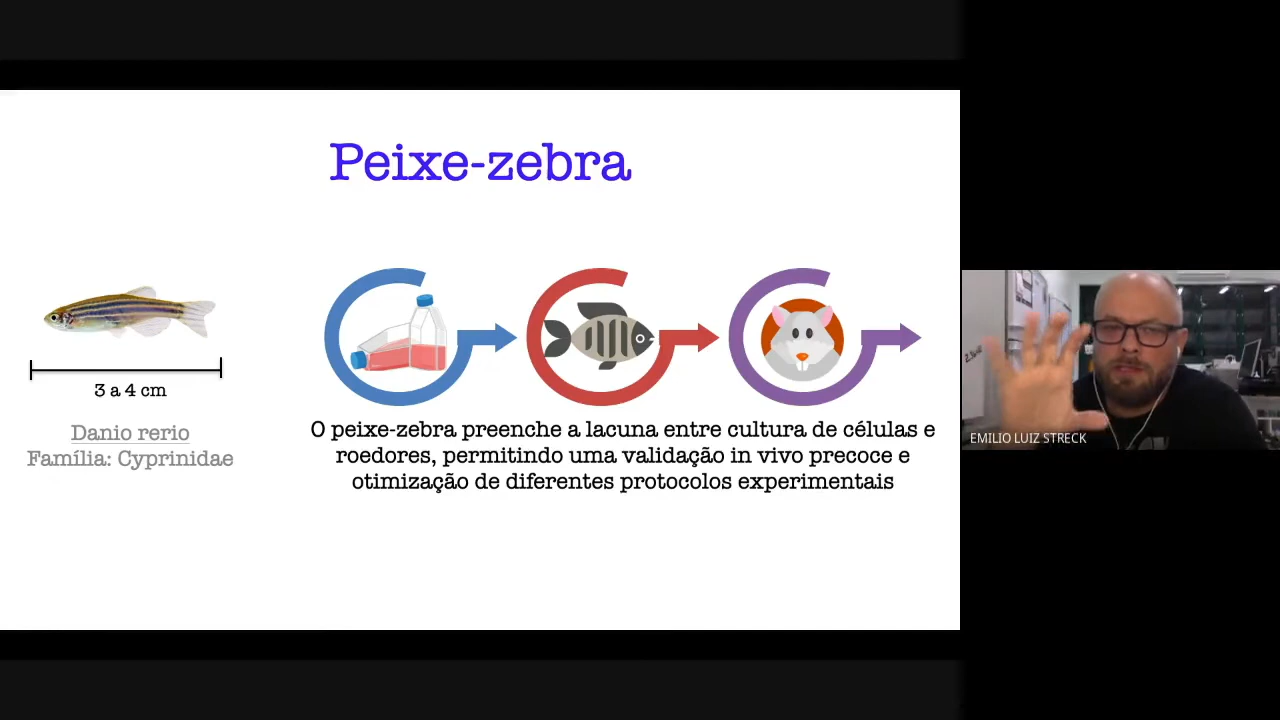 Peixe-zebra
3 a 4 cm
Danio rerio
Família: Cyprinidae
O peixe-zebra preenche a lacuna entre cultura de células e
roedores, permitindo uma validação in vivo precoce e
otimização de diferentes protocolos experimentais
EMILIO LUIZ STRECK